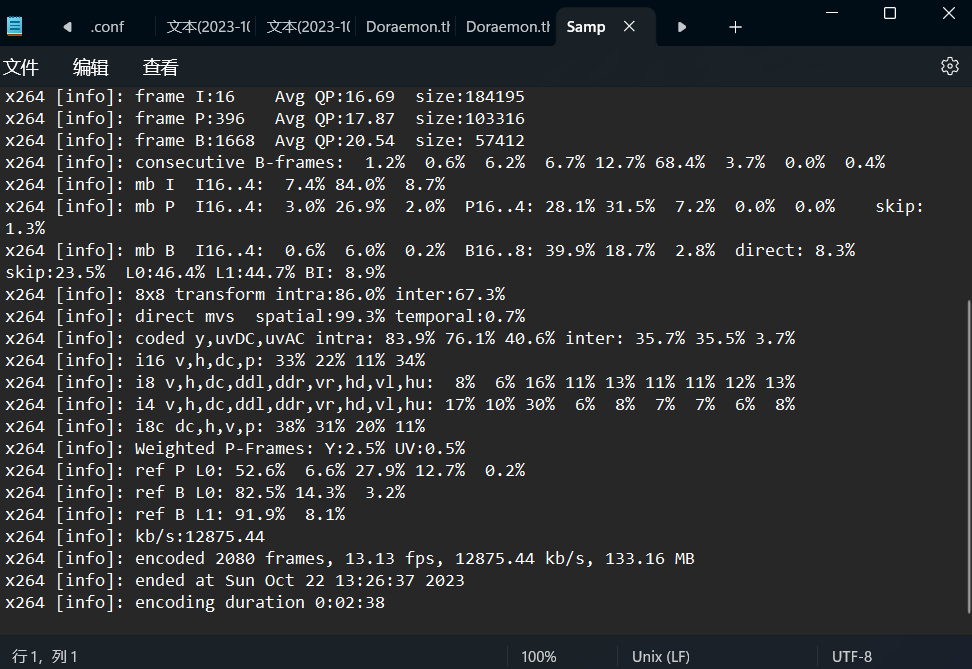 .conf 文本(2023-10 文本(2023-10 Doraemon.th Doraemon.th Samp
文件 编辑 查看
x264 [info]: frame I:16    Avg QP:16.69  size:184195
x264 [info]: frame P:396   Avg QP:17.87  size:103316
x264 [info]: frame B:1668  Avg QP:20.54  size: 57412
x264 [info]: consecutive B-frames:  1.2%  0.6%  6.2%  6.7% 12.7% 68.4%  3.7%  0.0%  0.4%
x264 [info]: mb I  I16..4:  7.4% 84.0%  8.7%
x264 [info]: mb P  I16..4:  3.0% 26.9%  2.0%  P16..4: 28.1% 31.5%  7.2%  0.0%  0.0%    skip:
1.3%
x264 [info]: mb B  I16..4:  0.6%  6.0%  0.2%  B16..8: 39.9% 18.7%  2.8%  direct: 8.3%
skip:23.5%  L0:46.4% L1:44.7% BI: 8.9%
x264 [info]: 8x8 transform intra:86.0% inter:67.3%
x264 [info]: direct mvs  spatial:99.3% temporal:0.7%
x264 [info]: coded y,uvDC,uvAC intra: 83.9% 76.1% 40.6% inter: 35.7% 35.5% 3.7%
x264 [info]: i16 v,h,dc,p: 33% 22% 11% 34%
x264 [info]: i8 v,h,dc,ddl,ddr,vr,hd,vl,hu:  8%  6% 16% 11% 13% 11% 11% 12% 13%
x264 [info]: i4 v,h,dc,ddl,ddr,vr,hd,vl,hu: 17% 10% 30%  6%  8%  7%  7%  6%  8%
x264 [info]: i8c dc,h,v,p: 38% 31% 20% 11%
x264 [info]: Weighted P-Frames: Y:2.5% UV:0.5%
x264 [info]: ref P L0: 52.6%  6.6% 27.9% 12.7%  0.2%
x264 [info]: ref B L0: 82.5% 14.3%  3.2%
x264 [info]: ref B L1: 91.9%  8.1%
x264 [info]: kb/s:12875.44
x264 [info]: encoded 2080 frames, 13.13 fps, 12875.44 kb/s, 133.16 MB
x264 [info]: ended at Sun Oct 22 13:26:37 2023
x264 [info]: encoding duration 0:02:38
行 1, 列 1 100% Unix (LF) UTF-8